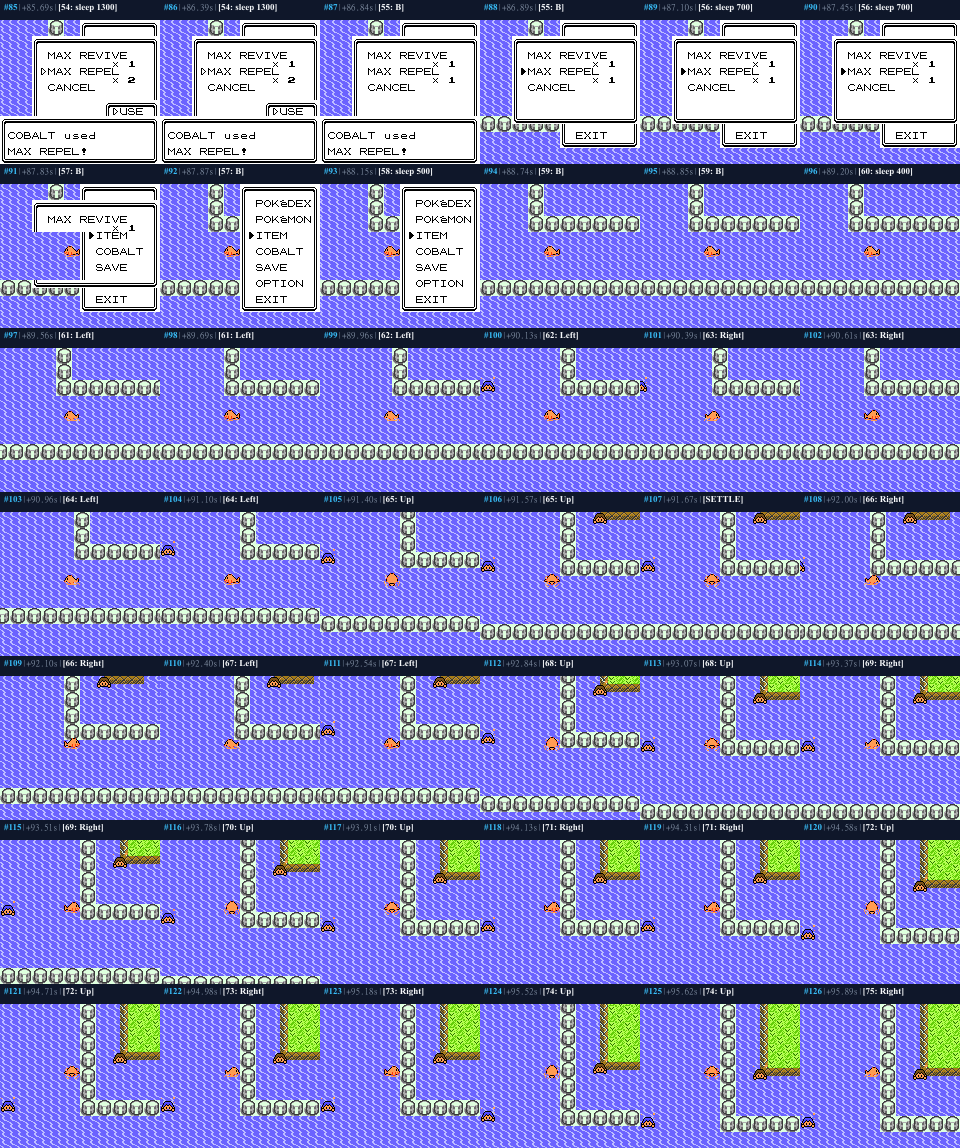 #85|+85.69s| [54: sleep 1300]
#86|+86.39s| [54: sleep 1300]
#87|+86.84s| [55: B]
#88|+86.89s| [55: B]
#89|+87.10s| [56: sleep 700]
#90|+87.45s| [56: sleep 700]
MAX REVIVE
× 1
▷MAX REPEL
× 2
CANCEL
▷USE
COBALT used
MAX REPEL!
MAX REVIVE
× 1
▷MAX REPEL
× 2
CANCEL
▷USE
COBALT used
MAX REPEL!
MAX REVIVE
× 1
MAX REPEL
× 1
CANCEL
COBALT used
MAX REPEL!
MAX REVIVE
× 1
▶MAX REPEL
× 1
CANCEL
EXIT
MAX REVIVE
× 1
▶MAX REPEL
× 1
CANCEL
EXIT
MAX REVIVE
× 1
▶MAX REPEL
× 1
CANCEL
EXIT
#91|+87.83s| [57: B]
#92|+87.87s| [57: B]
#93|+88.15s| [58: sleep 500]
#94|+88.74s| [59: B]
#95|+88.85s| [59: B]
#96|+89.20s| [60: sleep 400]
MAX REVIVE
× 1
▶ITEM
COBALT
SAVE
EXIT
POKéDEX
POKéMON
▶ITEM
COBALT
SAVE
OPTION
EXIT
POKéDEX
POKéMON
▶ITEM
COBALT
SAVE
OPTION
EXIT
#97|+89.56s| [61: Left]
#98|+89.69s| [61: Left]
#99|+89.96s| [62: Left]
#100|+90.13s| [62: Left]
#101|+90.39s| [63: Right]
#102|+90.61s| [63: Right]
#103|+90.96s| [64: Left]
#104|+91.10s| [64: Left]
#105|+91.40s| [65: Up]
#106|+91.57s| [65: Up]
#107|+91.67s| [SETTLE]
#108|+92.00s| [66: Right]
#109|+92.10s| [66: Right]
#110|+92.40s| [67: Left]
#111|+92.54s| [67: Left]
#112|+92.84s| [68: Up]
#113|+93.07s| [68: Up]
#114|+93.37s| [69: Right]
#115|+93.51s| [69: Right]
#116|+93.78s| [70: Up]
#117|+93.91s| [70: Up]
#118|+94.13s| [71: Right]
#119|+94.31s| [71: Right]
#120|+94.58s| [72: Up]
#121|+94.71s| [72: Up]
#122|+94.98s| [73: Right]
#123|+95.18s| [73: Right]
#124|+95.52s| [74: Up]
#125|+95.62s| [74: Up]
#126|+95.89s| [75: Right]